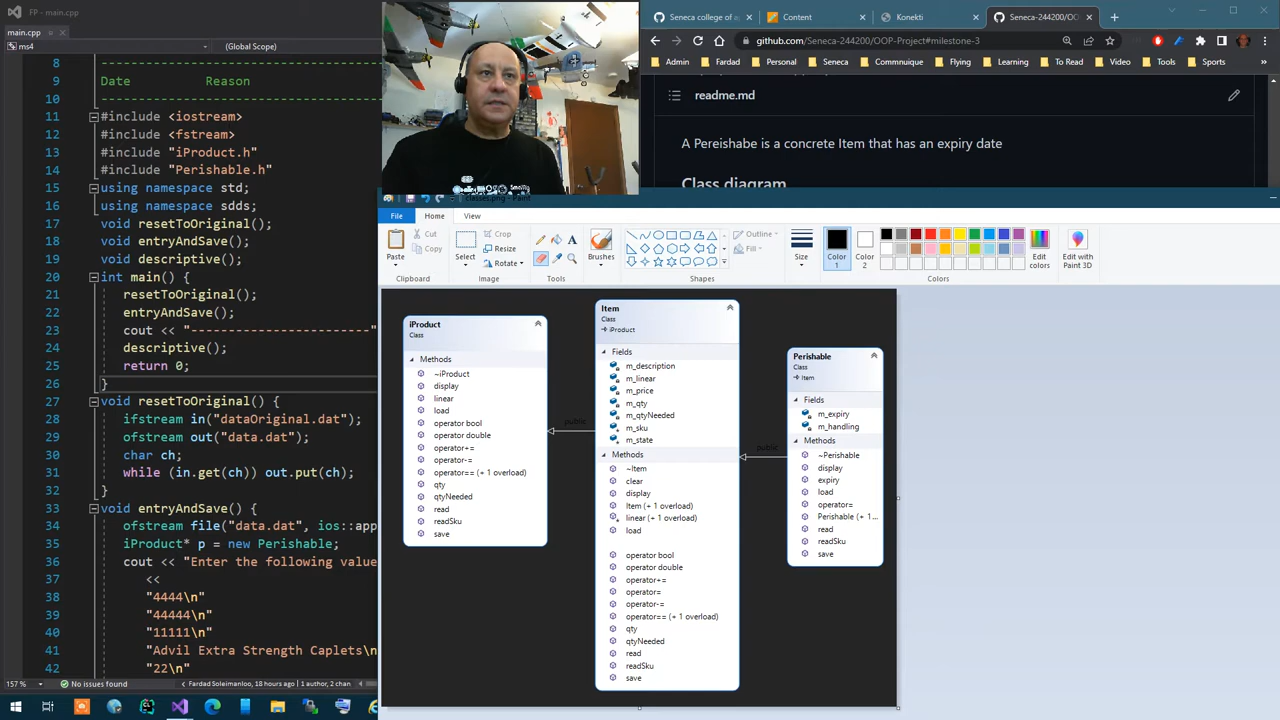 FP - main.cpp
main.cpp
ms4
(Global Scope)
8
9
Date Reason
10
11 #include <iostream>
12 #include <fstream>
13 #include "iProduct.h"
14 #include "Perishable.h"
15 using namespace std;
16 using namespace sdds;
17 void resetToOriginal();
18 void entryAndSave();
19 void descriptive();
20 int main() {
21 resetToOriginal();
22 entryAndSave();
23 cout << "-----------------------"
24 descriptive();
25 return 0;
26 }
27 void resetToOriginal() {
28 ifstream in("dataOriginal.dat");
29 ofstream out("data.dat");
30 char ch;
31 while (in.get(ch)) out.put(ch);
32 }
33 void entryAndSave() {
34 ofstream file("data.dat", ios::app
35 iProduct* p = new Perishable;
36 cout << "Enter the following value
37 <<
38 "4444\n"
39 "44444\n"
40 "11111\n"
41 "Advil Extra Strength Caplets\n
42 "22\n"
157 %
No issues found
Fardad Soleimanloo, 18 hours ago | 1 author, 2 chan
Seneca college of a
Content
Konekti
Seneca-244200/OO
github.com/Seneca-244200/OOP-Project#milestone-3
Admin
Fardad
Personal
Seneca
Commnuique
Flying
Learning
To Read
Video
Tools
Sports
readme.md
A Pereishabe is a concrete Item that has an expiry date
Class diagram
classes.png - Paint
File
Home
View
Paste
Cut
Copy
Clipboard
Select
Crop
Resize
Rotate
Image
Tools
Brushes
Outline
Fill
Shapes
Size
Color 1
Color 2
Edit colors
Colors
Edit with Paint 3D
iProduct
Class
Methods
~iProduct
display
linear
load
operator bool
operator double
operator+=
operator-=
operator== (+ 1 overload)
qty
qtyNeeded
read
readSku
save
public
Item
Class
iProduct
Fields
m_description
m_linear
m_price
m_qty
m_qtyNeeded
m_sku
m_state
Methods
~Item
clear
display
Item (+ 1 overload)
linear (+ 1 overload)
load
operator bool
operator double
operator+=
operator=
operator-=
operator== (+ 1 overload)
qty
qtyNeeded
read
readSku
save
public
Perishable
Class
Item
Fields
m_expiry
m_handling
Methods
~Perishable
display
expiry
load
operator=
Perishable (+ 1...
read
readSku
save